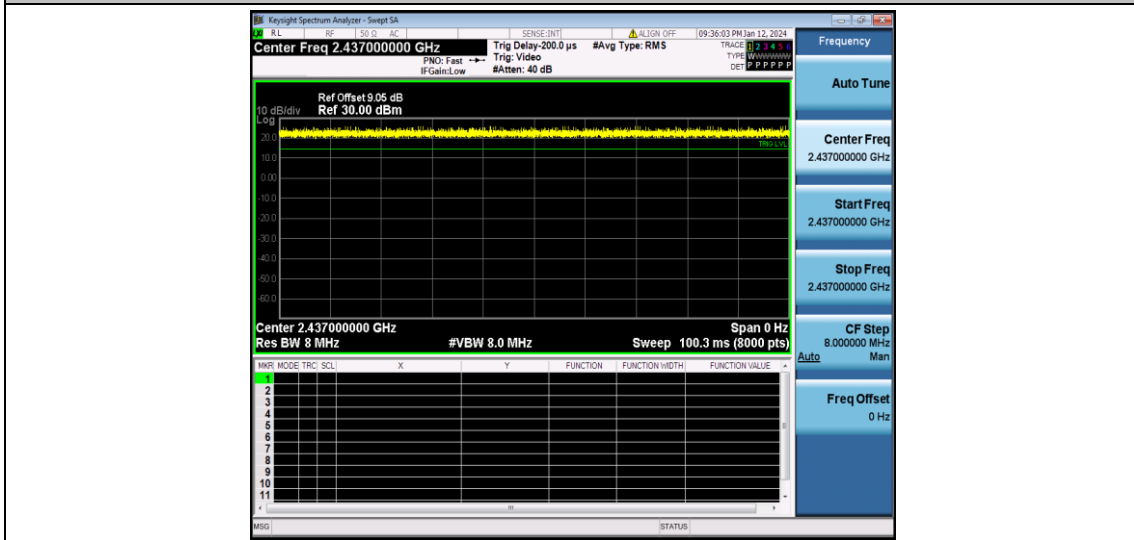 Keysight Spectrum Analyzer - Swept SA
RL RF 50 Ω AC SENSE:INT ALIGN OFF 09:36:03 PM Jan 12, 2024
Center Freq 2.437000000 GHz
Trig Delay-200.0 µs #Avg Type: RMS
TRACE 1 2 3 4 5 6
PNO: Fast Trig: Video
TYPE WWWWWW
IFGain:Low #Atten: 40 dB
DET P P P P P P
Ref Offset 9.05 dB
10 dB/div Ref 30.00 dBm
Log
20.0
TRIG LVL
10.0
0.00
-10.0
-20.0
-30.0
-40.0
-50.0
-60.0
Center 2.437000000 GHz Span 0 Hz
Res BW 8 MHz #VBW 8.0 MHz Sweep 100.3 ms (8000 pts)
MKR MODE TRC SCL X Y FUNCTION FUNCTION WIDTH FUNCTION VALUE
1
2
3
4
5
6
7
8
9
10
11
MSG STATUS
Frequency
Auto Tune
Center Freq
2.437000000 GHz
Start Freq
2.437000000 GHz
Stop Freq
2.437000000 GHz
CF Step
8.000000 MHz
Auto Man
Freq Offset
0 Hz